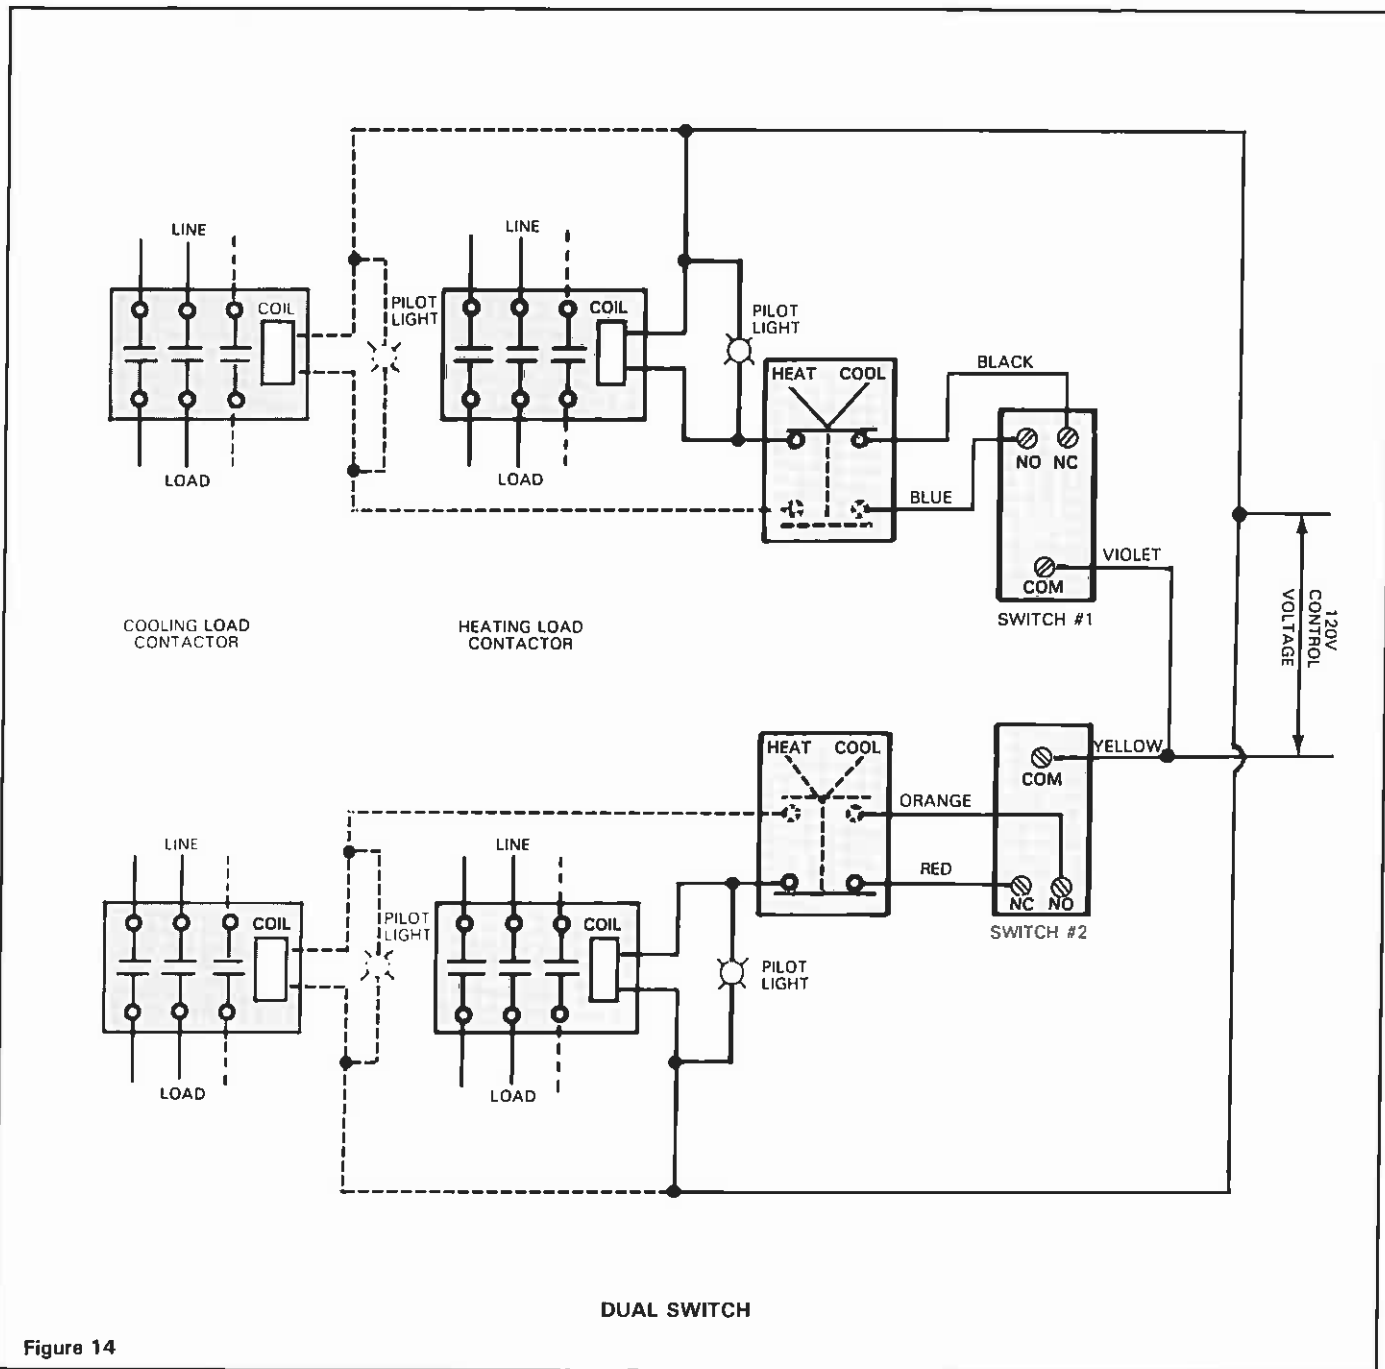 LINE
LINE
COIL
PILOT
LIGHT
COIL
PILOT
LIGHT
HEAT COOL
BLACK
NO NC
BLUE
LOAD
LOAD
VIOLET
COM
SWITCH #1
120V
CONTROL
VOLTAGE
COOLING LOAD
CONTACTOR
HEATING LOAD
CONTACTOR
HEAT COOL
YELLOW
COM
ORANGE
RED
NC NO
SWITCH #2
LINE
LINE
COIL
PILOT
LIGHT
COIL
PILOT
LIGHT
LOAD
LOAD
DUAL SWITCH
Figure 14